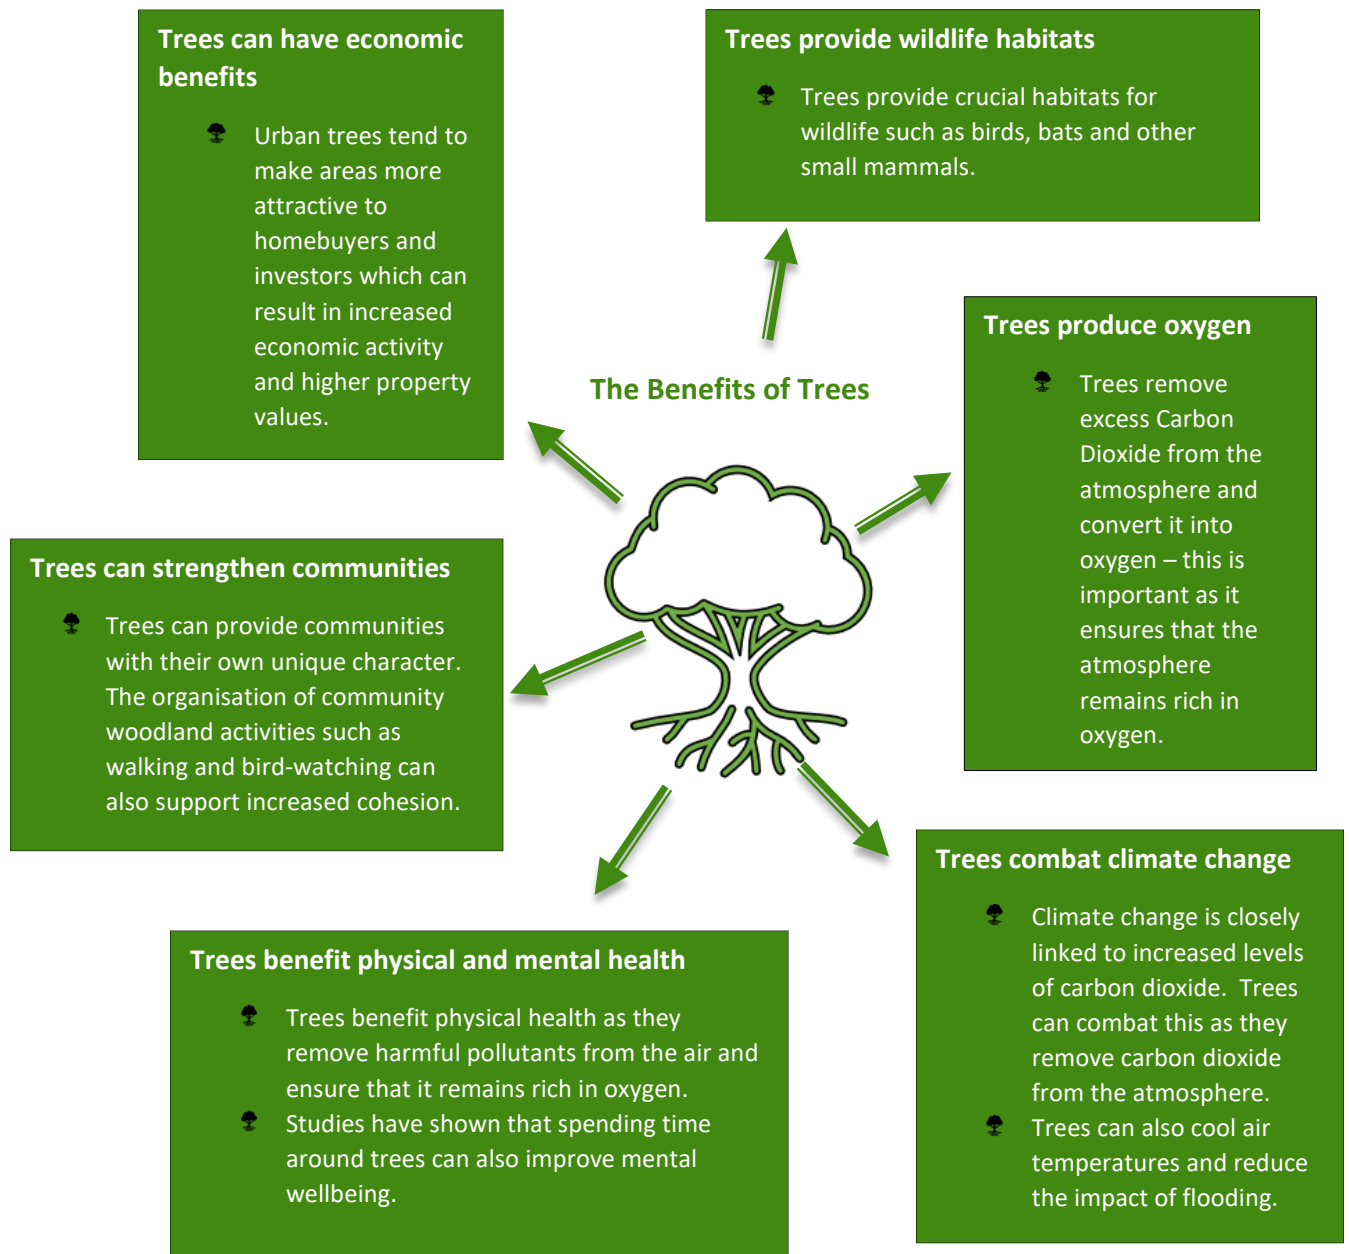 Trees can have economic
benefits
Urban trees tend to
make areas more
attractive to
homebuyers and
investors which can
result in increased
economic activity
and higher property
values.
Trees provide wildlife habitats
Trees provide crucial habitats for
wildlife such as birds, bats and other
small mammals.
The Benefits of Trees
Trees produce oxygen
Trees remove
excess Carbon
Dioxide from the
atmosphere and
convert it into
oxygen – this is
important as it
ensures that the
atmosphere
remains rich in
oxygen.
Trees can strengthen communities
Trees can provide communities
with their own unique character.
The organisation of community
woodland activities such as
walking and bird-watching can
also support increased cohesion.
Trees combat climate change
Climate change is closely
linked to increased levels
of carbon dioxide.  Trees
can combat this as they
remove carbon dioxide
from the atmosphere.
Trees can also cool air
temperatures and reduce
the impact of flooding.
Trees benefit physical and mental health
Trees benefit physical health as they
remove harmful pollutants from the air and
ensure that it remains rich in oxygen.
Studies have shown that spending time
around trees can also improve mental
wellbeing.